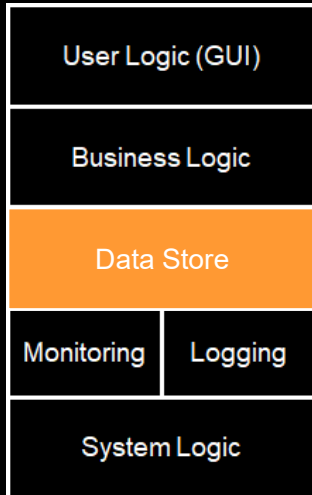 User Logic (GUI)
Business Logic
Data Store
Monitoring
Logging
System Logic